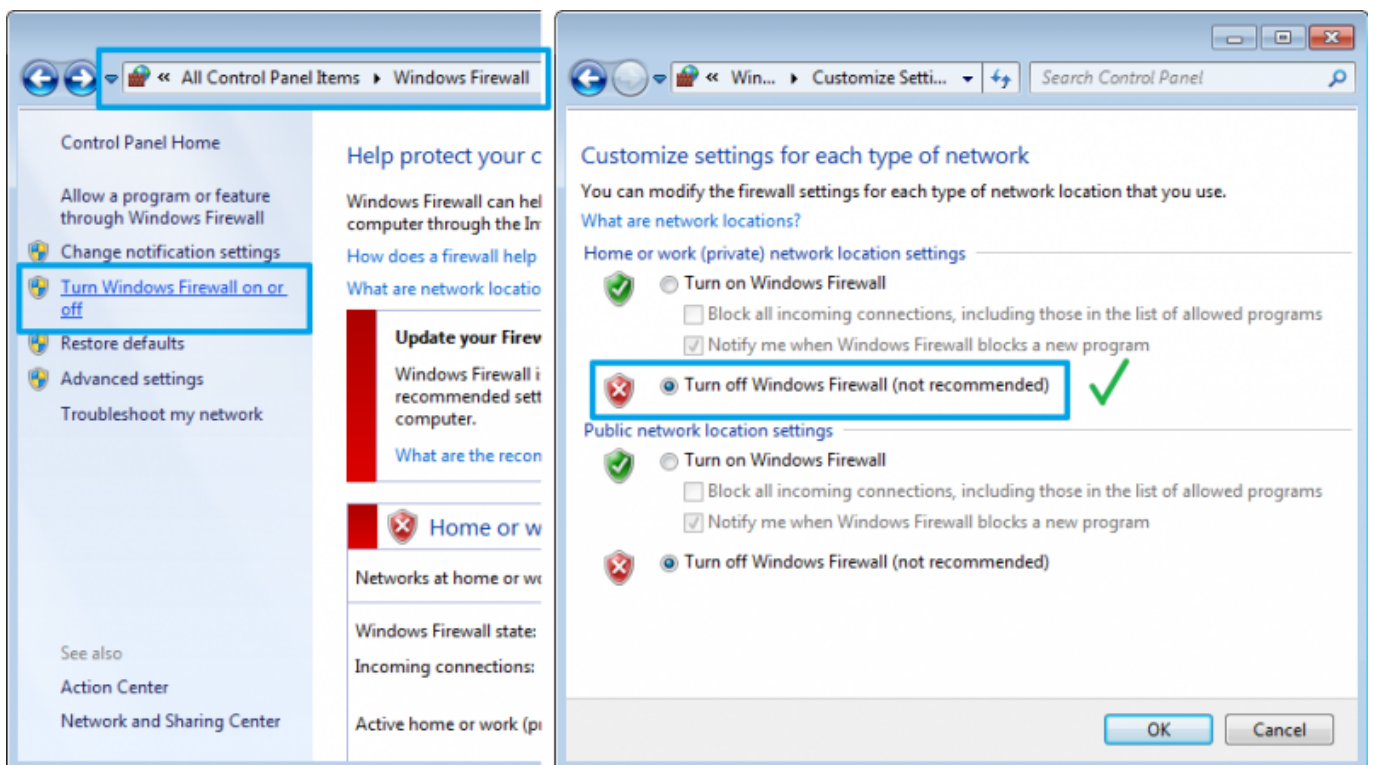 « All Control Panel Items ▸ Windows Firewall
Control Panel Home
Allow a program or feature
through Windows Firewall
Change notification settings
Turn Windows Firewall on or
off
Restore defaults
Advanced settings
Troubleshoot my network
See also
Action Center
Network and Sharing Center
Help protect your c
Windows Firewall can hel
computer through the In
How does a firewall help
What are network locatio
Update your Firew
Windows Firewall i
recommended sett
computer.
What are the recon
Home or w
Networks at home or wo
Windows Firewall state:
Incoming connections:
Active home or work (p
« Win... ▸ Customize Setti...
Search Control Panel
Customize settings for each type of network
You can modify the firewall settings for each type of network location that you use.
What are network locations?
Home or work (private) network location settings
Turn on Windows Firewall
Block all incoming connections, including those in the list of allowed programs
Notify me when Windows Firewall blocks a new program
Turn off Windows Firewall (not recommended)
Public network location settings
Turn on Windows Firewall
Block all incoming connections, including those in the list of allowed programs
Notify me when Windows Firewall blocks a new program
Turn off Windows Firewall (not recommended)
OK
Cancel